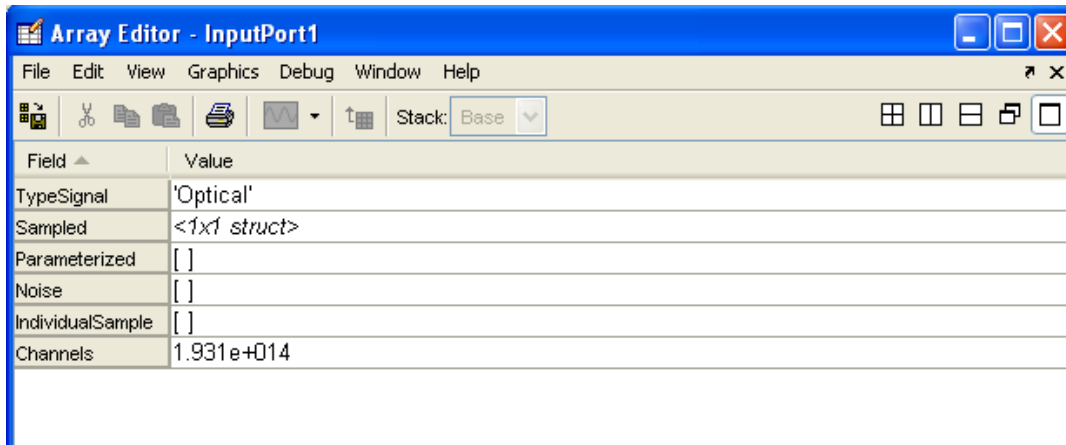 Array Editor - InputPort1
File Edit View Graphics Debug Window Help
Stack: Base
Field Value
TypeSignal 'Optical'
Sampled <1x1 struct>
Parameterized [ ]
Noise [ ]
IndividualSample [ ]
Channels 1.931e+014